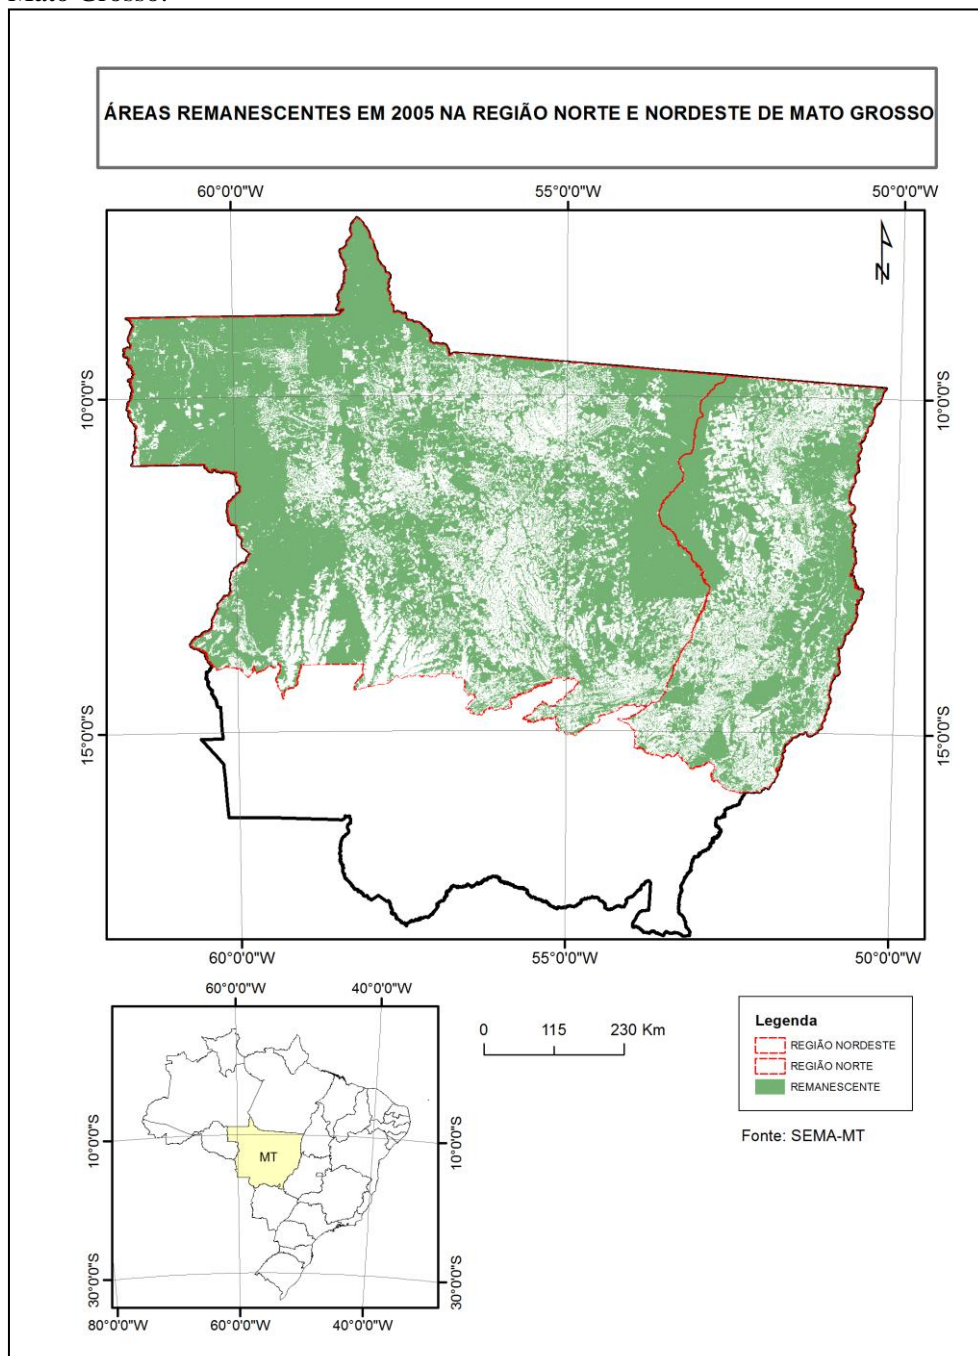 Mato Grosso.
ÁREAS REMANESCENTES EM 2005 NA REGIÃO NORTE E NORDESTE DE MATO GROSSO
60°0'0"W 55°0'0"W 50°0'0"W
N
10°0'0"S 10°0'0"S
15°0'0"S 15°0'0"S
60°0'0"W 55°0'0"W 50°0'0"W
60°0'0"W 40°0'0"W
0 115 230 Km
Legenda
REGIÃO NORDESTE
REGIÃO NORTE
REMANESCENTE
Fonte: SEMA-MT
10°0'0"S 10°0'0"S
MT
30°0'0"S 30°0'0"S
80°0'0"W 60°0'0"W 40°0'0"W